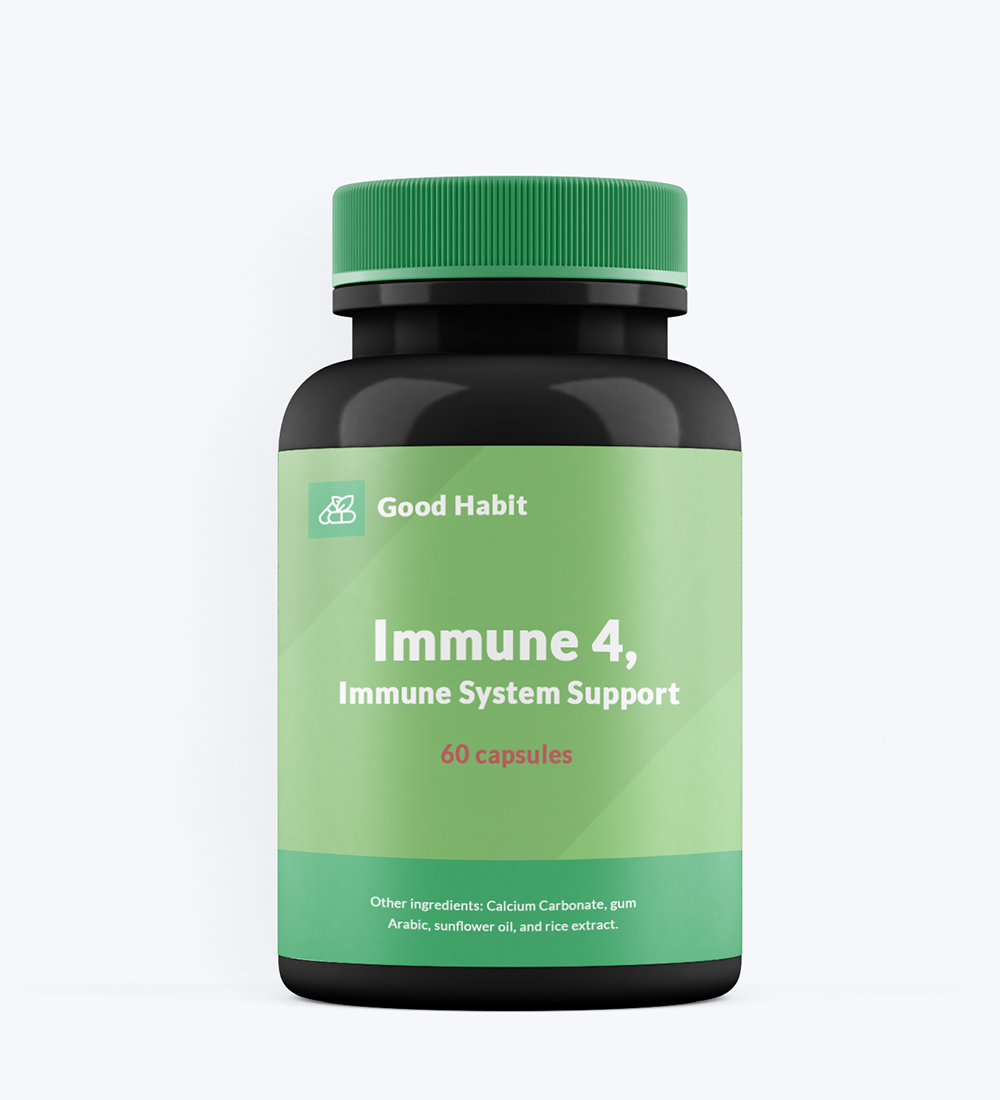 Good Habit
Immune 4,
Immune System Support
60 capsules
Other ingredients: Calcium Carbonate, gum
Arabic, sunflower oil, and rice extract.